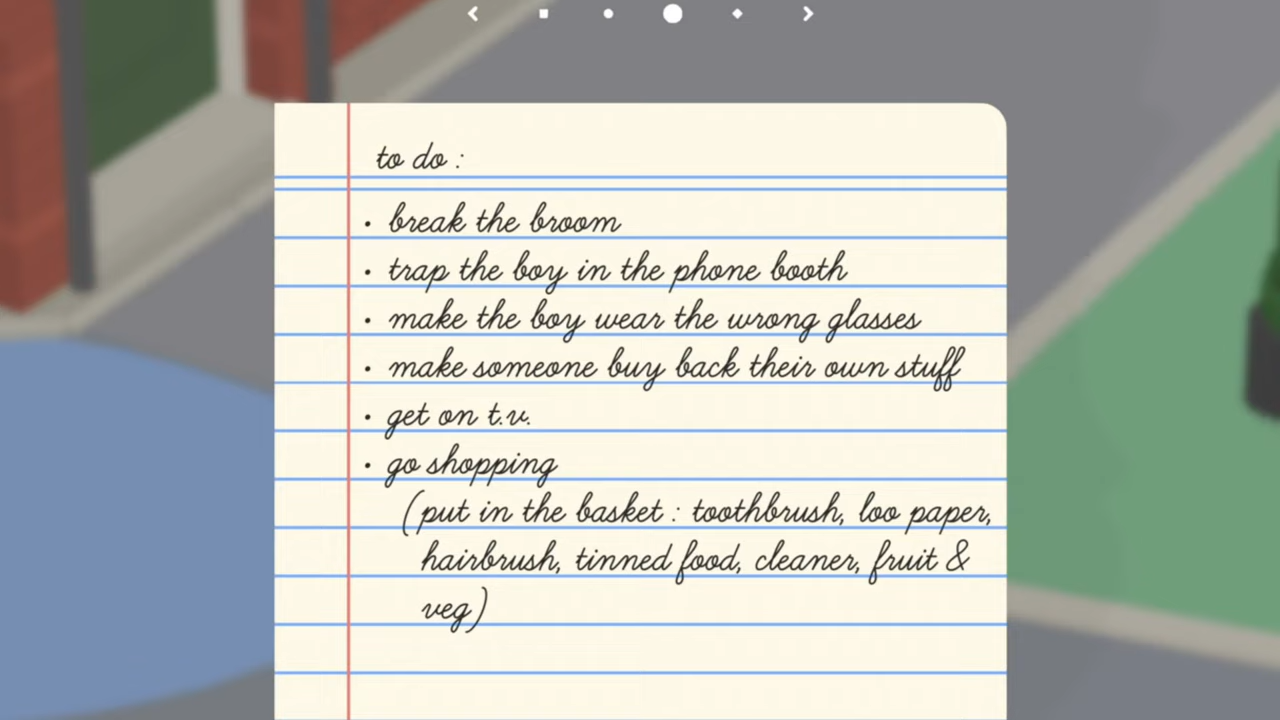 to do :
• break the broom
• trap the boy in the phone booth
• make the boy wear the wrong glasses
• make someone buy back their own stuff
• get on t.v.
• go shopping
(put in the basket : toothbrush, loo paper,
hairbrush, tinned food, cleaner, fruit &
veg)